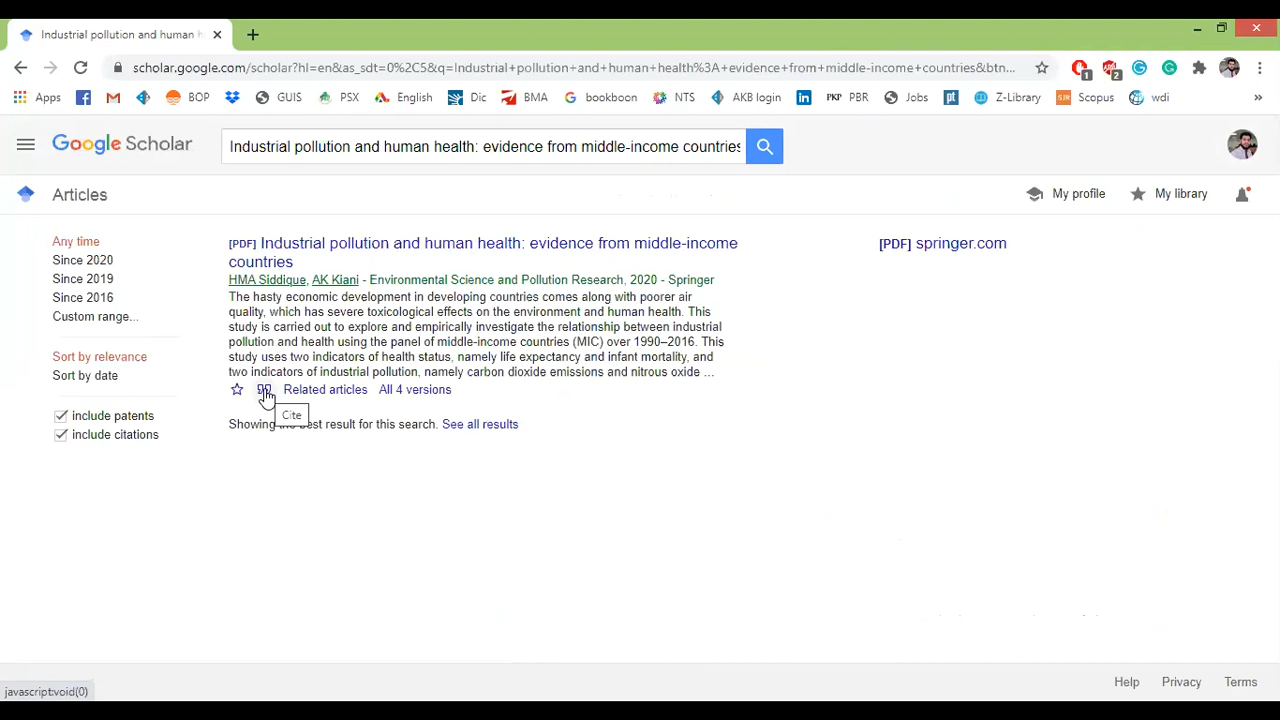 Industrial pollution and human h
scholar.google.com/scholar?hl=en&as_sdt=0%2C5&q=Industrial+pollution+and+human+health%3A+evidence+from+middle-income+countries&btn...
1
2
Apps
BOP
GUIS
PSX
English
Dic
BMA
bookboon
NTS
AKB login
PKP PBR
Jobs
pt
Z-Library
SJR Scopus
wdi
»
Google Scholar
Industrial pollution and human health: evidence from middle-income countries
Articles
My profile
My library
Any time
Since 2020
Since 2019
Since 2016
Custom range...
Sort by relevance
Sort by date
include patents
include citations
[PDF] Industrial pollution and human health: evidence from middle-income
countries
HMA Siddique, AK Kiani - Environmental Science and Pollution Research, 2020 - Springer
The hasty economic development in developing countries comes along with poorer air
quality, which has severe toxicological effects on the environment and human health. This
study is carried out to explore and empirically investigate the relationship between industrial
pollution and health using the panel of middle-income countries (MIC) over 1990–2016. This
study uses two indicators of health status, namely life expectancy and infant mortality, and
two indicators of industrial pollution, namely carbon dioxide emissions and nitrous oxide ...
Related articles All 4 versions
Cite
Showing the best result for this search. See all results
[PDF] springer.com
Help Privacy Terms
javascript:void(0)